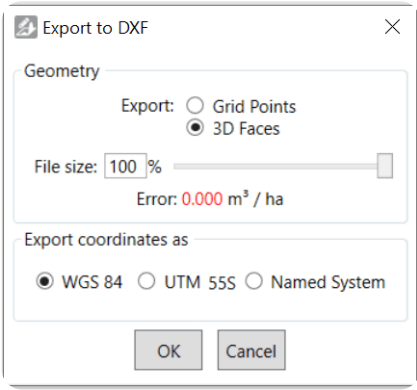 Export to DXF
Geometry
Export: Grid Points
3D Faces
File size: 100 %
Error: 0.000 m³ / ha
Export coordinates as
WGS 84 UTM 55S Named System
OK Cancel